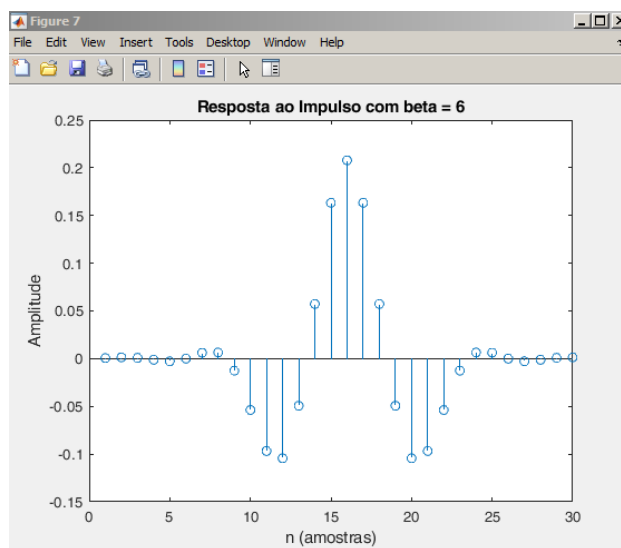 Figure 7
File Edit View Insert Tools Desktop Window Help
Resposta ao Impulso com beta = 6
0.25
0.2
0.15
0.1
0.05
0
-0.05
-0.1
-0.15
Amplitude
0 5 10 15 20 25 30
n (amostras)